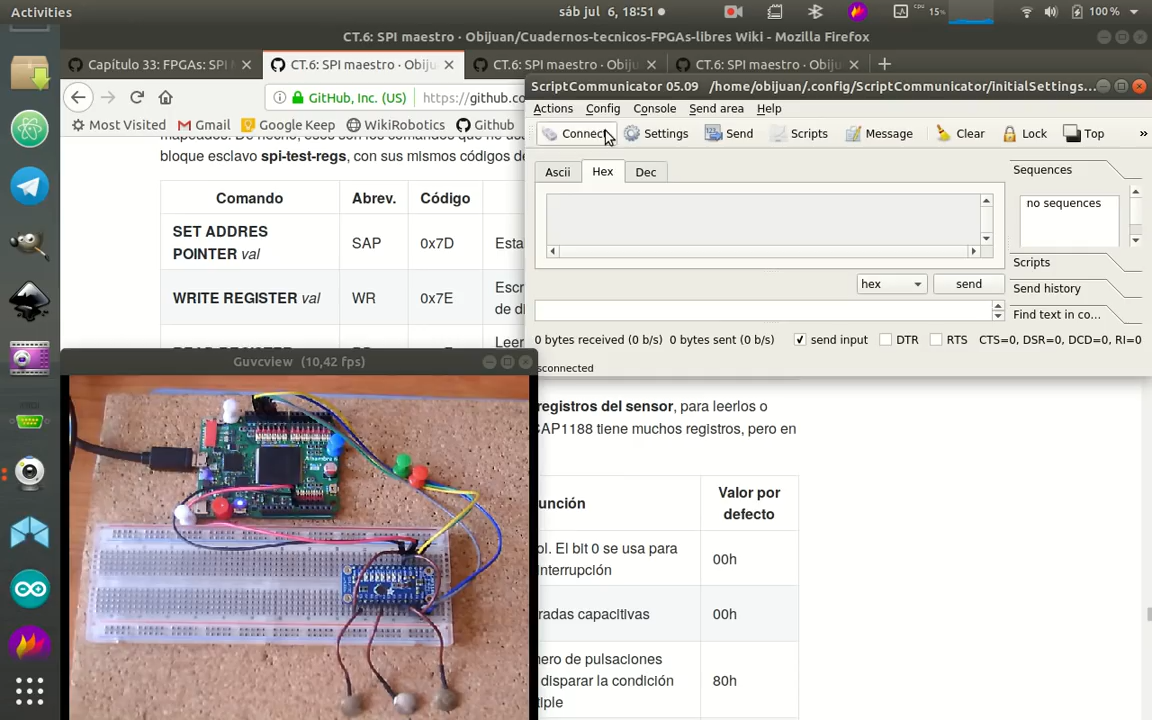 Activities
sáb jul 6, 18:51
15%
100 %
CT.6: SPI maestro · Obijuan/Cuadernos-tecnicos-FPGAs-libres Wiki - Mozilla Firefox
Capítulo 33: FPGAs: SPI
CT.6: SPI maestro · Obiju
CT.6: SPI maestro · Obiju
CT.6: SPI maestro · Obiju
ScriptCommunicator 05.09 /home/obijuan/.config/ScriptCommunicator/initialSettings...
GitHub, Inc. (US)
https://github.co
Actions
Config
Console
Send area
Help
Most Visited
Gmail
Google Keep
WikiRobotics
Github
Connect
Settings
Send
Scripts
Message
Clear
Lock
Top
»
bloque esclavo spi-test-regs, con sus mismos códigos de
Ascii
Hex
Dec
Sequences
no sequences
Comando
Abrev.
Código
SET ADDRES
POINTER val
SAP
0x7D
Esta
Scripts
WRITE REGISTER val
WR
0x7E
Escri
de di
hex
send
Send history
Find text in co...
0 bytes received (0 b/s)
0 bytes sent (0 b/s)
send input
DTR
RTS
CTS=0, DSR=0, DCD=0, RI=0
sconnected
Leer
Guvcview (10,42 fps)
registros del sensor, para leerlos o
CAP1188 tiene muchos registros, pero en
unción
Valor por
defecto
ol. El bit 0 se usa para
interrupción
00h
radas capacitivas
00h
mero de pulsaciones
disparar la condición
ltiple
80h